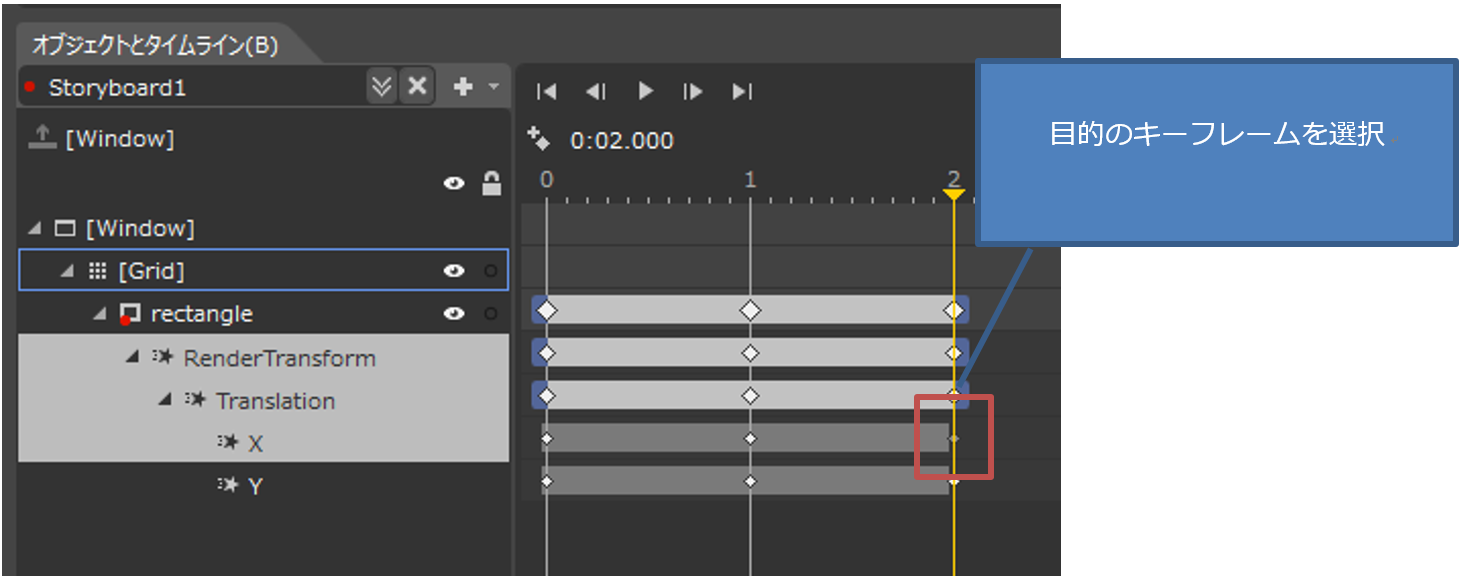 オブジェクトとタイムライン(B)
Storyboard1
[Window]
0:02.000
目的のキーフレームを選択
0 1 2
[Window]
[Grid]
rectangle
RenderTransform
Translation
X
Y